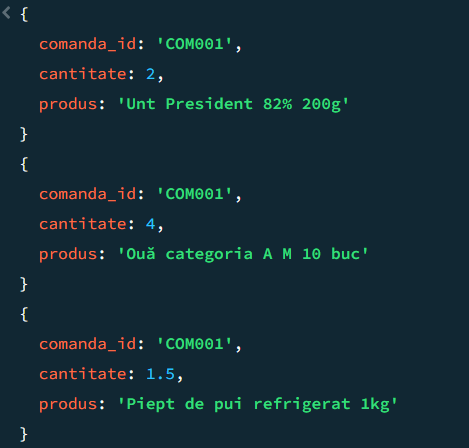 {
comanda_id: 'COM001',
cantitate: 2,
produs: 'Unt President 82% 200g'
}
{
comanda_id: 'COM001',
cantitate: 4,
produs: 'Ouă categoria A M 10 buc'
}
{
comanda_id: 'COM001',
cantitate: 1.5,
produs: 'Piept de pui refrigerat 1kg'
}